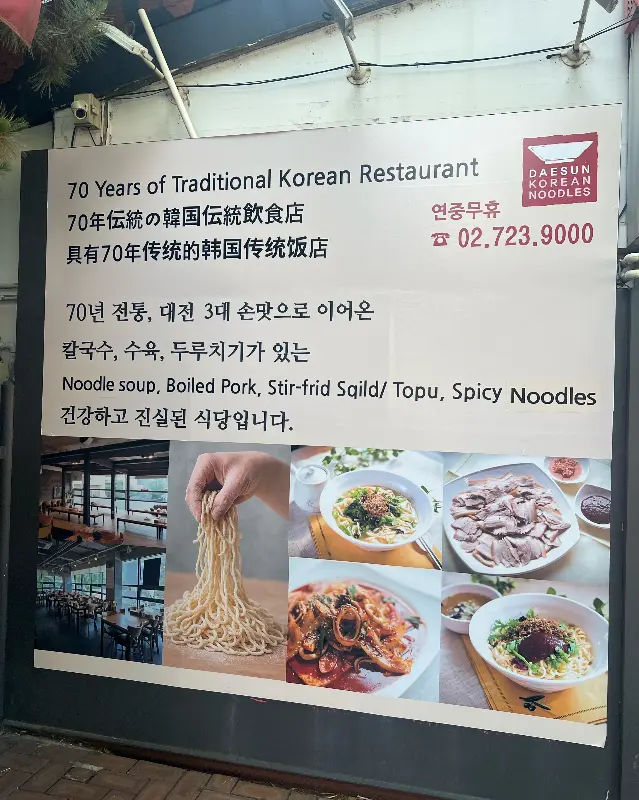 70 Years of Traditional Korean Restaurant
70年伝統の韓国伝統飲食店
具有70年传统的韩国传统饭店
DAESUN
KOREAN
NOODLES
연중무휴
☎ 02.723.9000
70년 전통, 대전 3대 손맛으로 이어온
칼국수, 수육, 두루치기가 있는
Noodle soup, Boiled Pork, Stir-frid Sqild/ Topu, Spicy Noodles
건강하고 진실된 식당입니다.